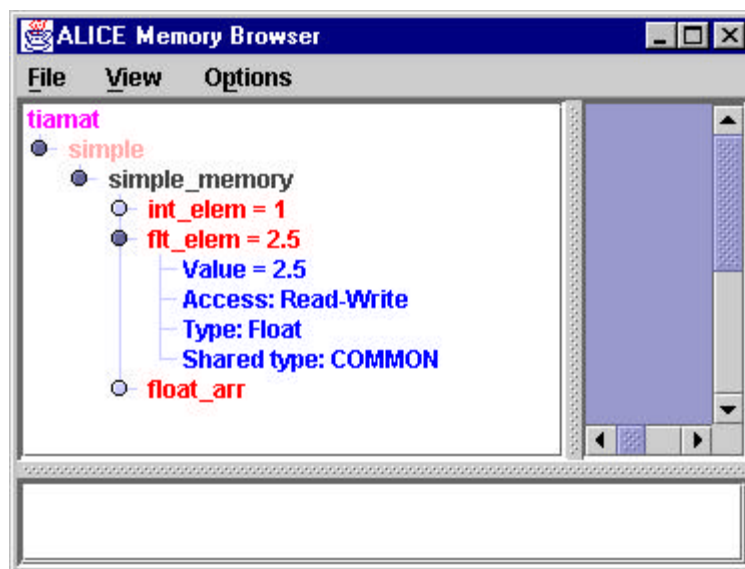 ALICE Memory Browser
File View Options
tiamat
simple
simple_memory
int_elem = 1
flt_elem = 2.5
Value = 2.5
Access: Read-Write
Type: Float
Shared type: COMMON
float_arr